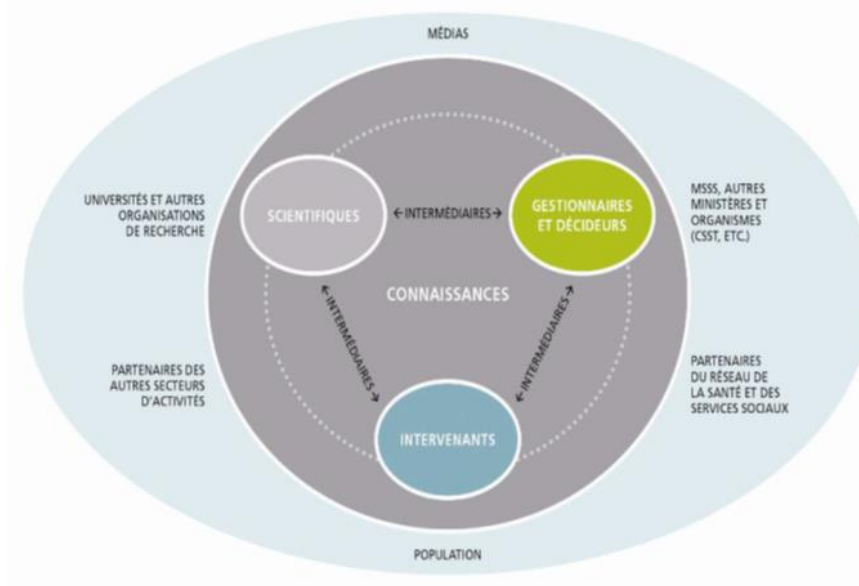 MÉDIAS
UNIVERSITÉS ET AUTRES
ORGANISATIONS
DE RECHERCHE
SCIENTIFIQUES
INTERMÉDIAIRES
GESTIONNAIRES
ET DÉCIDEURS
MSSS, AUTRES
MINISTÈRES ET
ORGANISMES
(CSST, ETC.)
CONNAISSANCES
INTERMÉDIAIRES
INTERMÉDIAIRES
PARTENAIRES DES
AUTRES SECTEURS
D'ACTIVITÉS
PARTENAIRES
DU RÉSEAU DE
LA SANTÉ ET DES
SERVICES SOCIAUX
INTERVENANTS
POPULATION